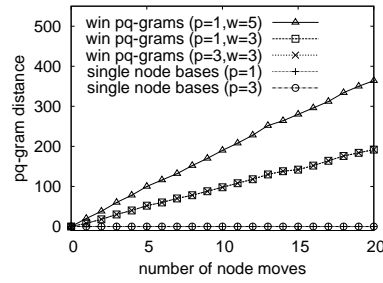 win pq-grams (p=1,w=5)
win pq-grams (p=1,w=3)
win pq-grams (p=3,w=3)
single node bases (p=1)
single node bases (p=3)
500
400
300
200
100
0
pq-gram distance
0 5 10 15 20
number of node moves